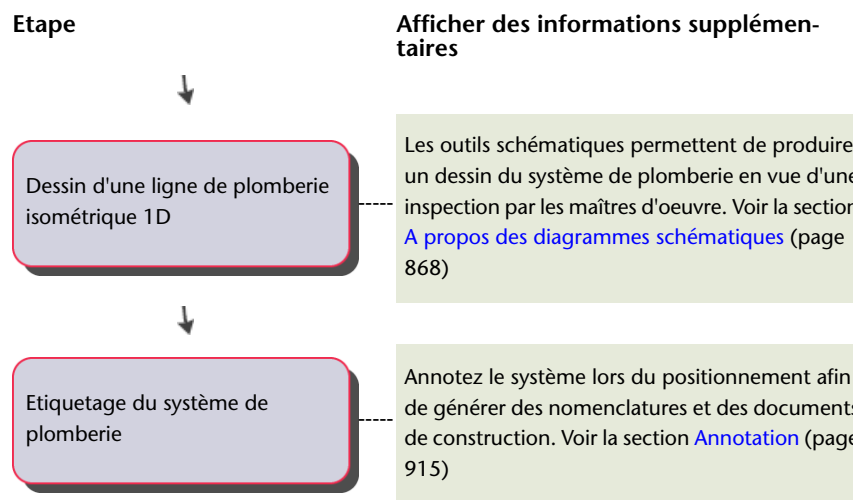 Etape
Afficher des informations supplémen-
taires
Dessin d'une ligne de plomberie
isométrique 1D
Les outils schématiques permettent de produire
un dessin du système de plomberie en vue d'une
inspection par les maîtres d'oeuvre. Voir la section
A propos des diagrammes schématiques (page
868)
Etiquetage du système de
plomberie
Annotez le système lors du positionnement afin
de générer des nomenclatures et des documents
de construction. Voir la section Annotation (page
915)